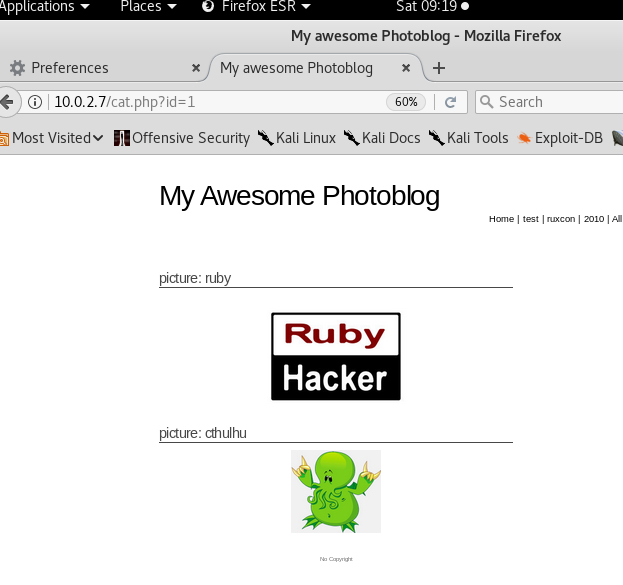 Applications Places Firefox ESR Sat 09:19
My awesome Photoblog - Mozilla Firefox
Preferences × My awesome Photoblog × +
10.0.2.7/cat.php?id=1 60% Search
Most Visited Offensive Security Kali Linux Kali Docs Kali Tools Exploit-DB
My Awesome Photoblog
Home | test | ruxcon | 2010 | All
picture: ruby
Ruby
Hacker
picture: cthulhu
No Copyright